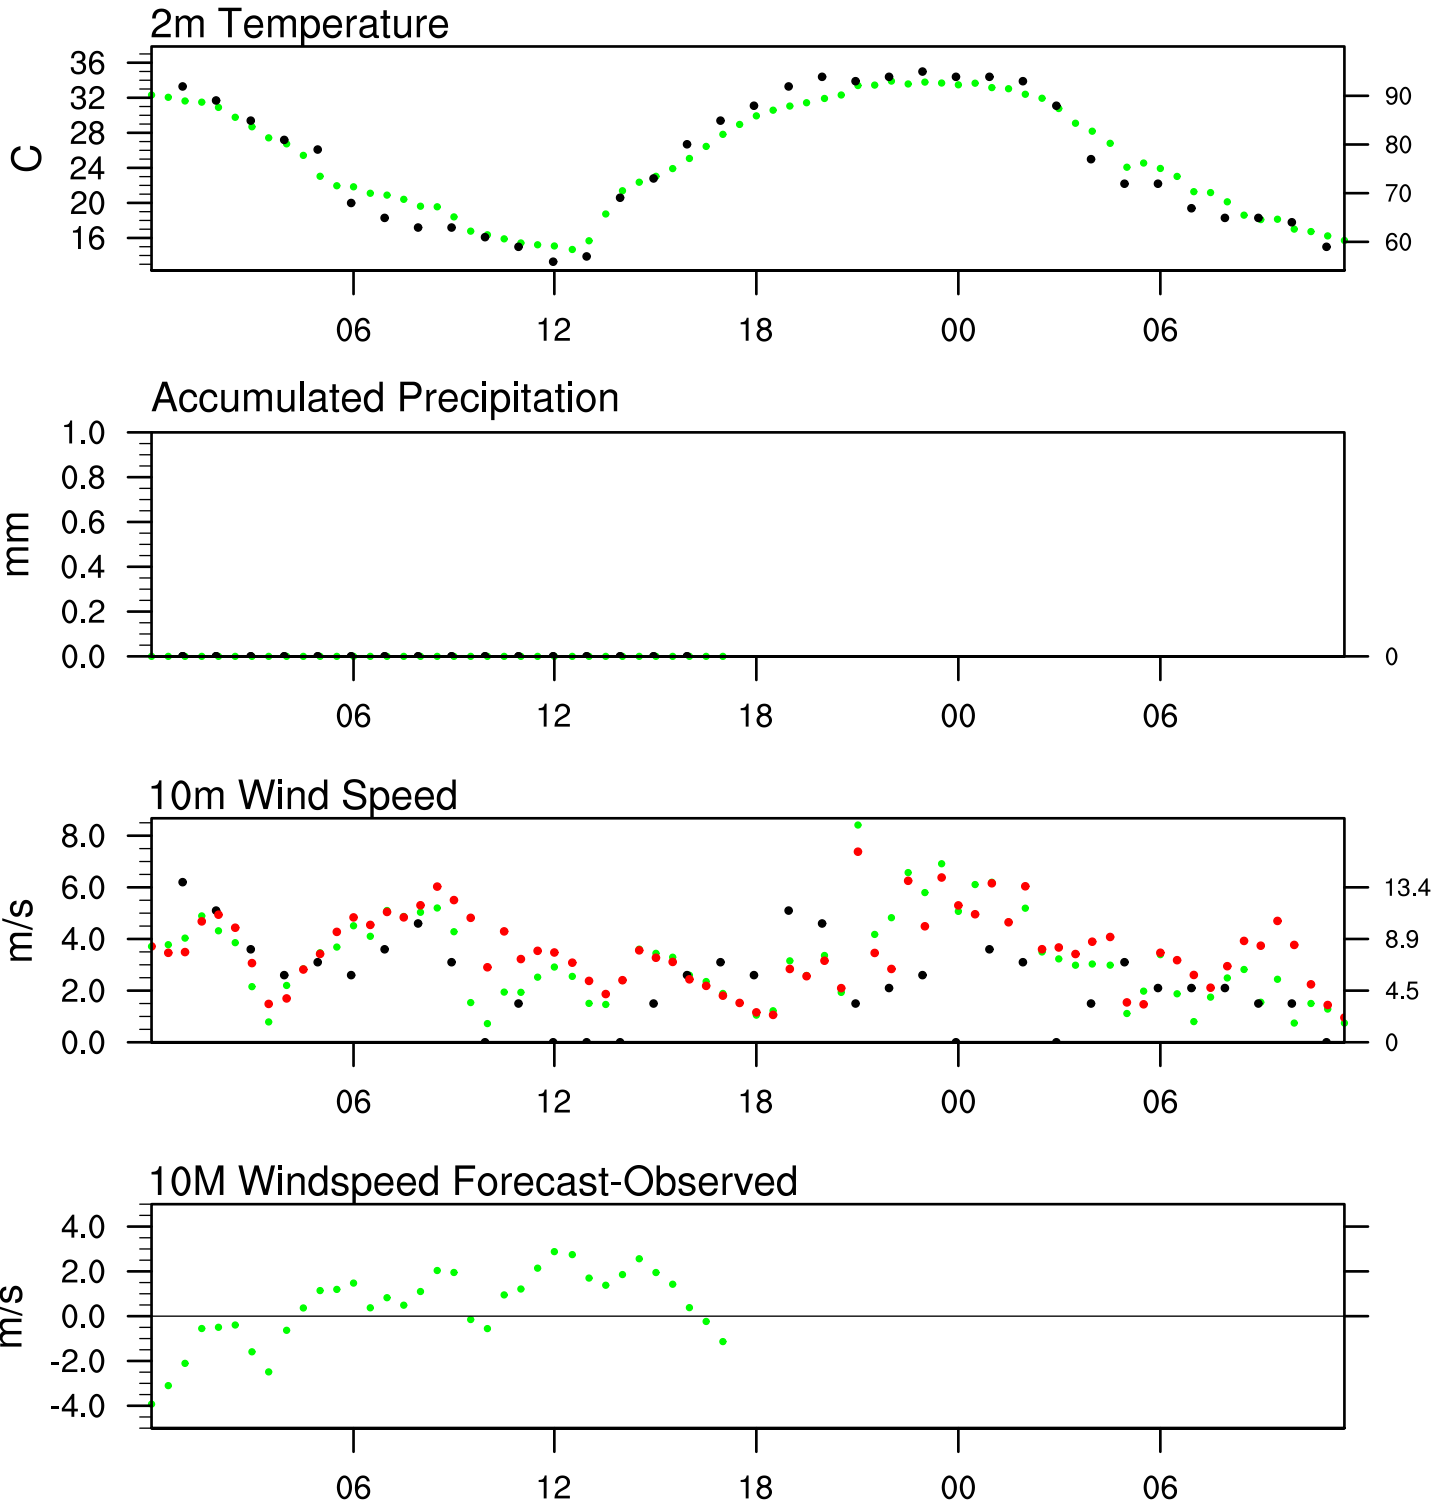 2m Temperature
36
32
28
24
20
16
C
90
80
70
60
06 12 18 00 06
Accumulated Precipitation
1.0
0.8
0.6
0.4
0.2
0.0
mm
0
06 12 18 00 06
10m Wind Speed
8.0
6.0
4.0
2.0
0.0
m/s
13.4
8.9
4.5
0
06 12 18 00 06
10M Windspeed Forecast-Observed
4.0
2.0
0.0
-2.0
-4.0
m/s
06 12 18 00 06